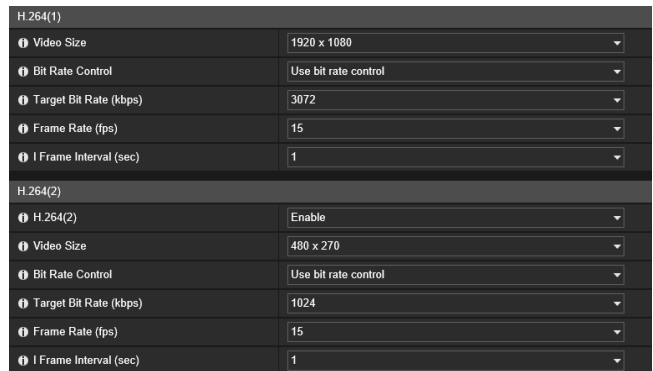 H.264(1)
Video Size 1920 x 1080
Bit Rate Control Use bit rate control
Target Bit Rate (kbps) 3072
Frame Rate (fps) 15
I Frame Interval (sec) 1
H.264(2)
H.264(2) Enable
Video Size 480 x 270
Bit Rate Control Use bit rate control
Target Bit Rate (kbps) 1024
Frame Rate (fps) 15
I Frame Interval (sec) 1